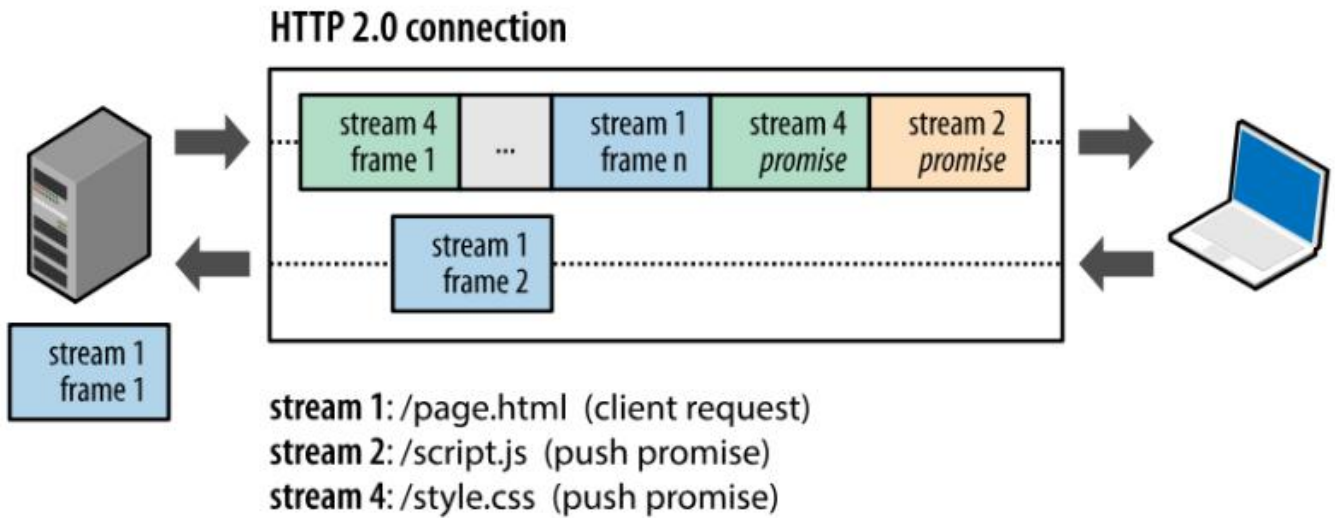 HTTP 2.0 connection
stream 4
frame 1
...
stream 1
frame n
stream 4
promise
stream 2
promise
stream 1
frame 2
stream 1
frame 1
stream 1: /page.html (client request)
stream 2: /script.js (push promise)
stream 4: /style.css (push promise)